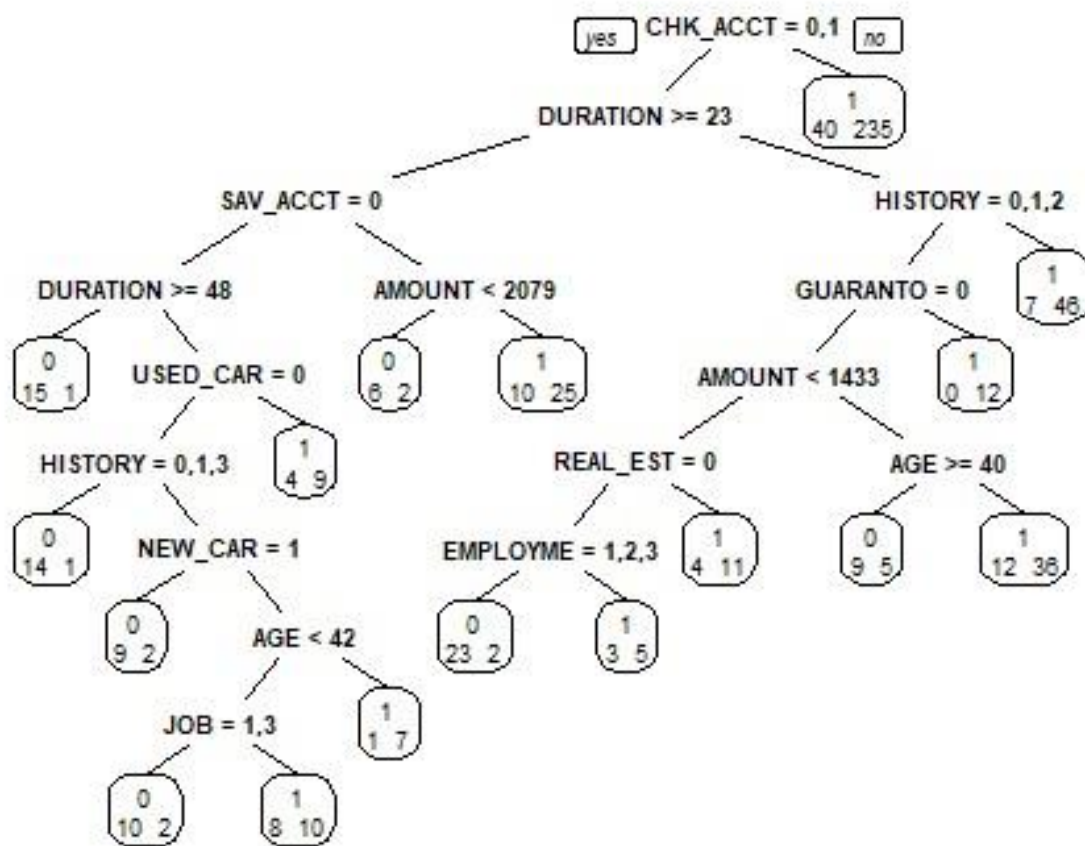 yes CHK_ACCT = 0,1 no
1
40 235
DURATION >= 23
SAV_ACCT = 0
HISTORY = 0,1,2
1
7 46
DURATION >= 48
AMOUNT < 2079
GUARANTO = 0
0
15 1
USED_CAR = 0
0
6 2
1
10 25
AMOUNT < 1433
1
0 12
HISTORY = 0,1,3
1
4 9
REAL_EST = 0
AGE >= 40
0
14 1
NEW_CAR = 1
EMPLOYME = 1,2,3
1
4 11
0
9 5
1
12 36
0
9 2
AGE < 42
0
23 2
1
3 5
JOB = 1,3
1
1 7
0
10 2
1
8 10